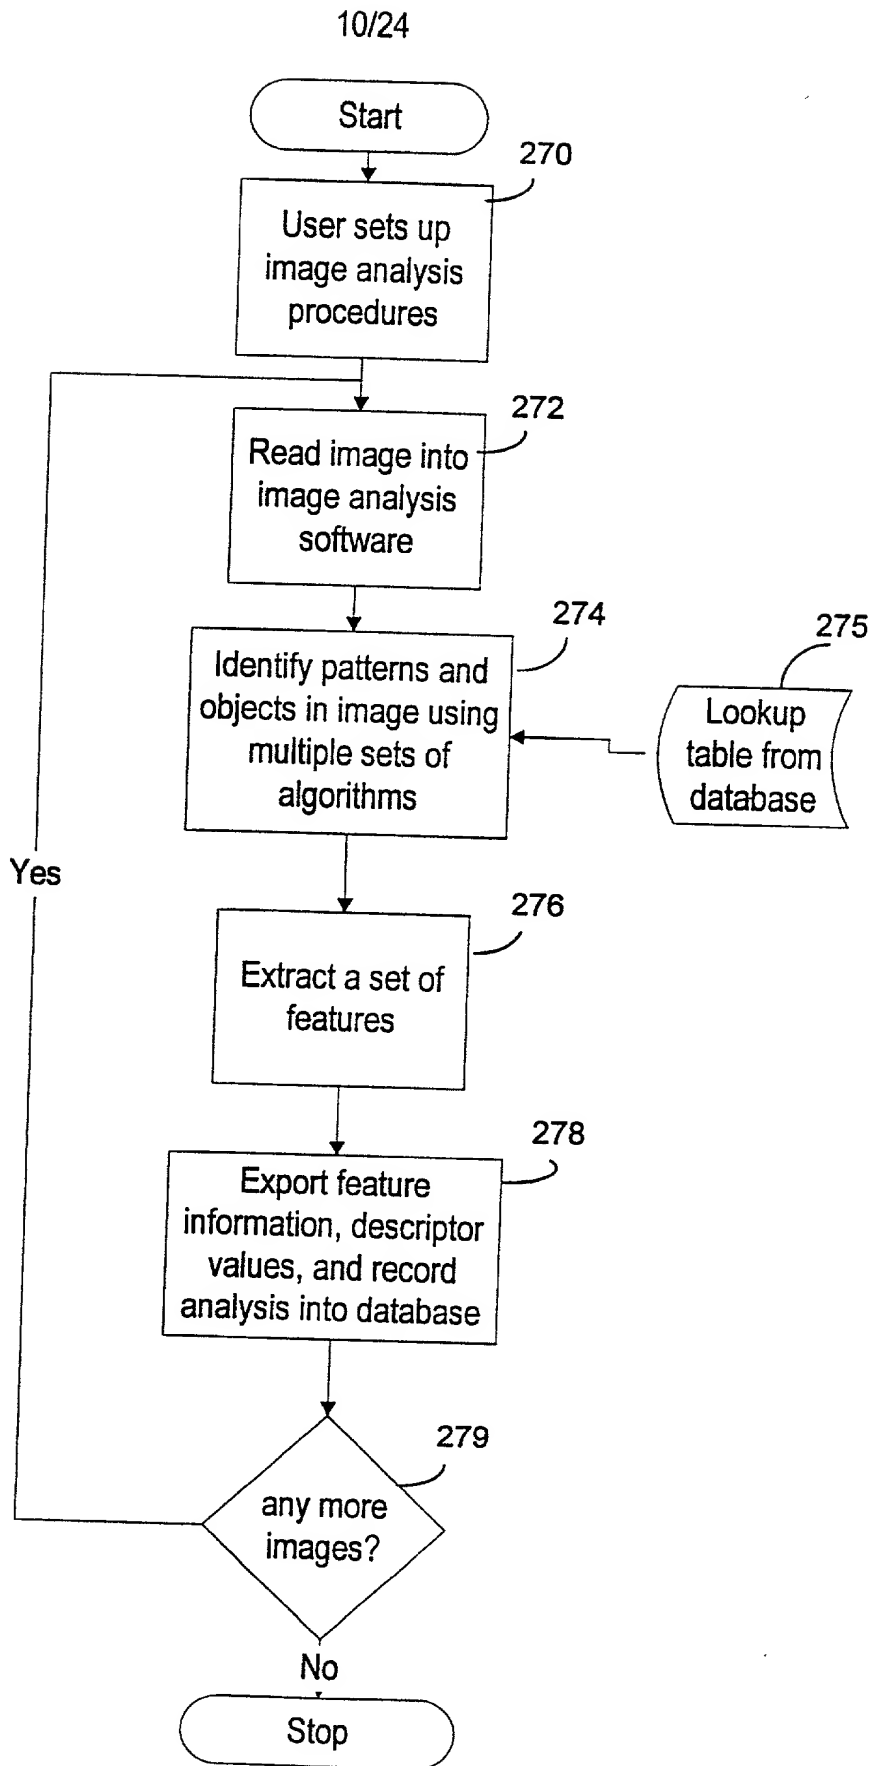 10/24
Start
270
User sets up
image analysis
procedures
272
Read image into
image analysis
software
274
Identify patterns and
objects in image using
multiple sets of
algorithms
275
Lookup
table from
database
Yes
276
Extract a set of
features
278
Export feature
information, descriptor
values, and record
analysis into database
279
any more
images?
No
Stop